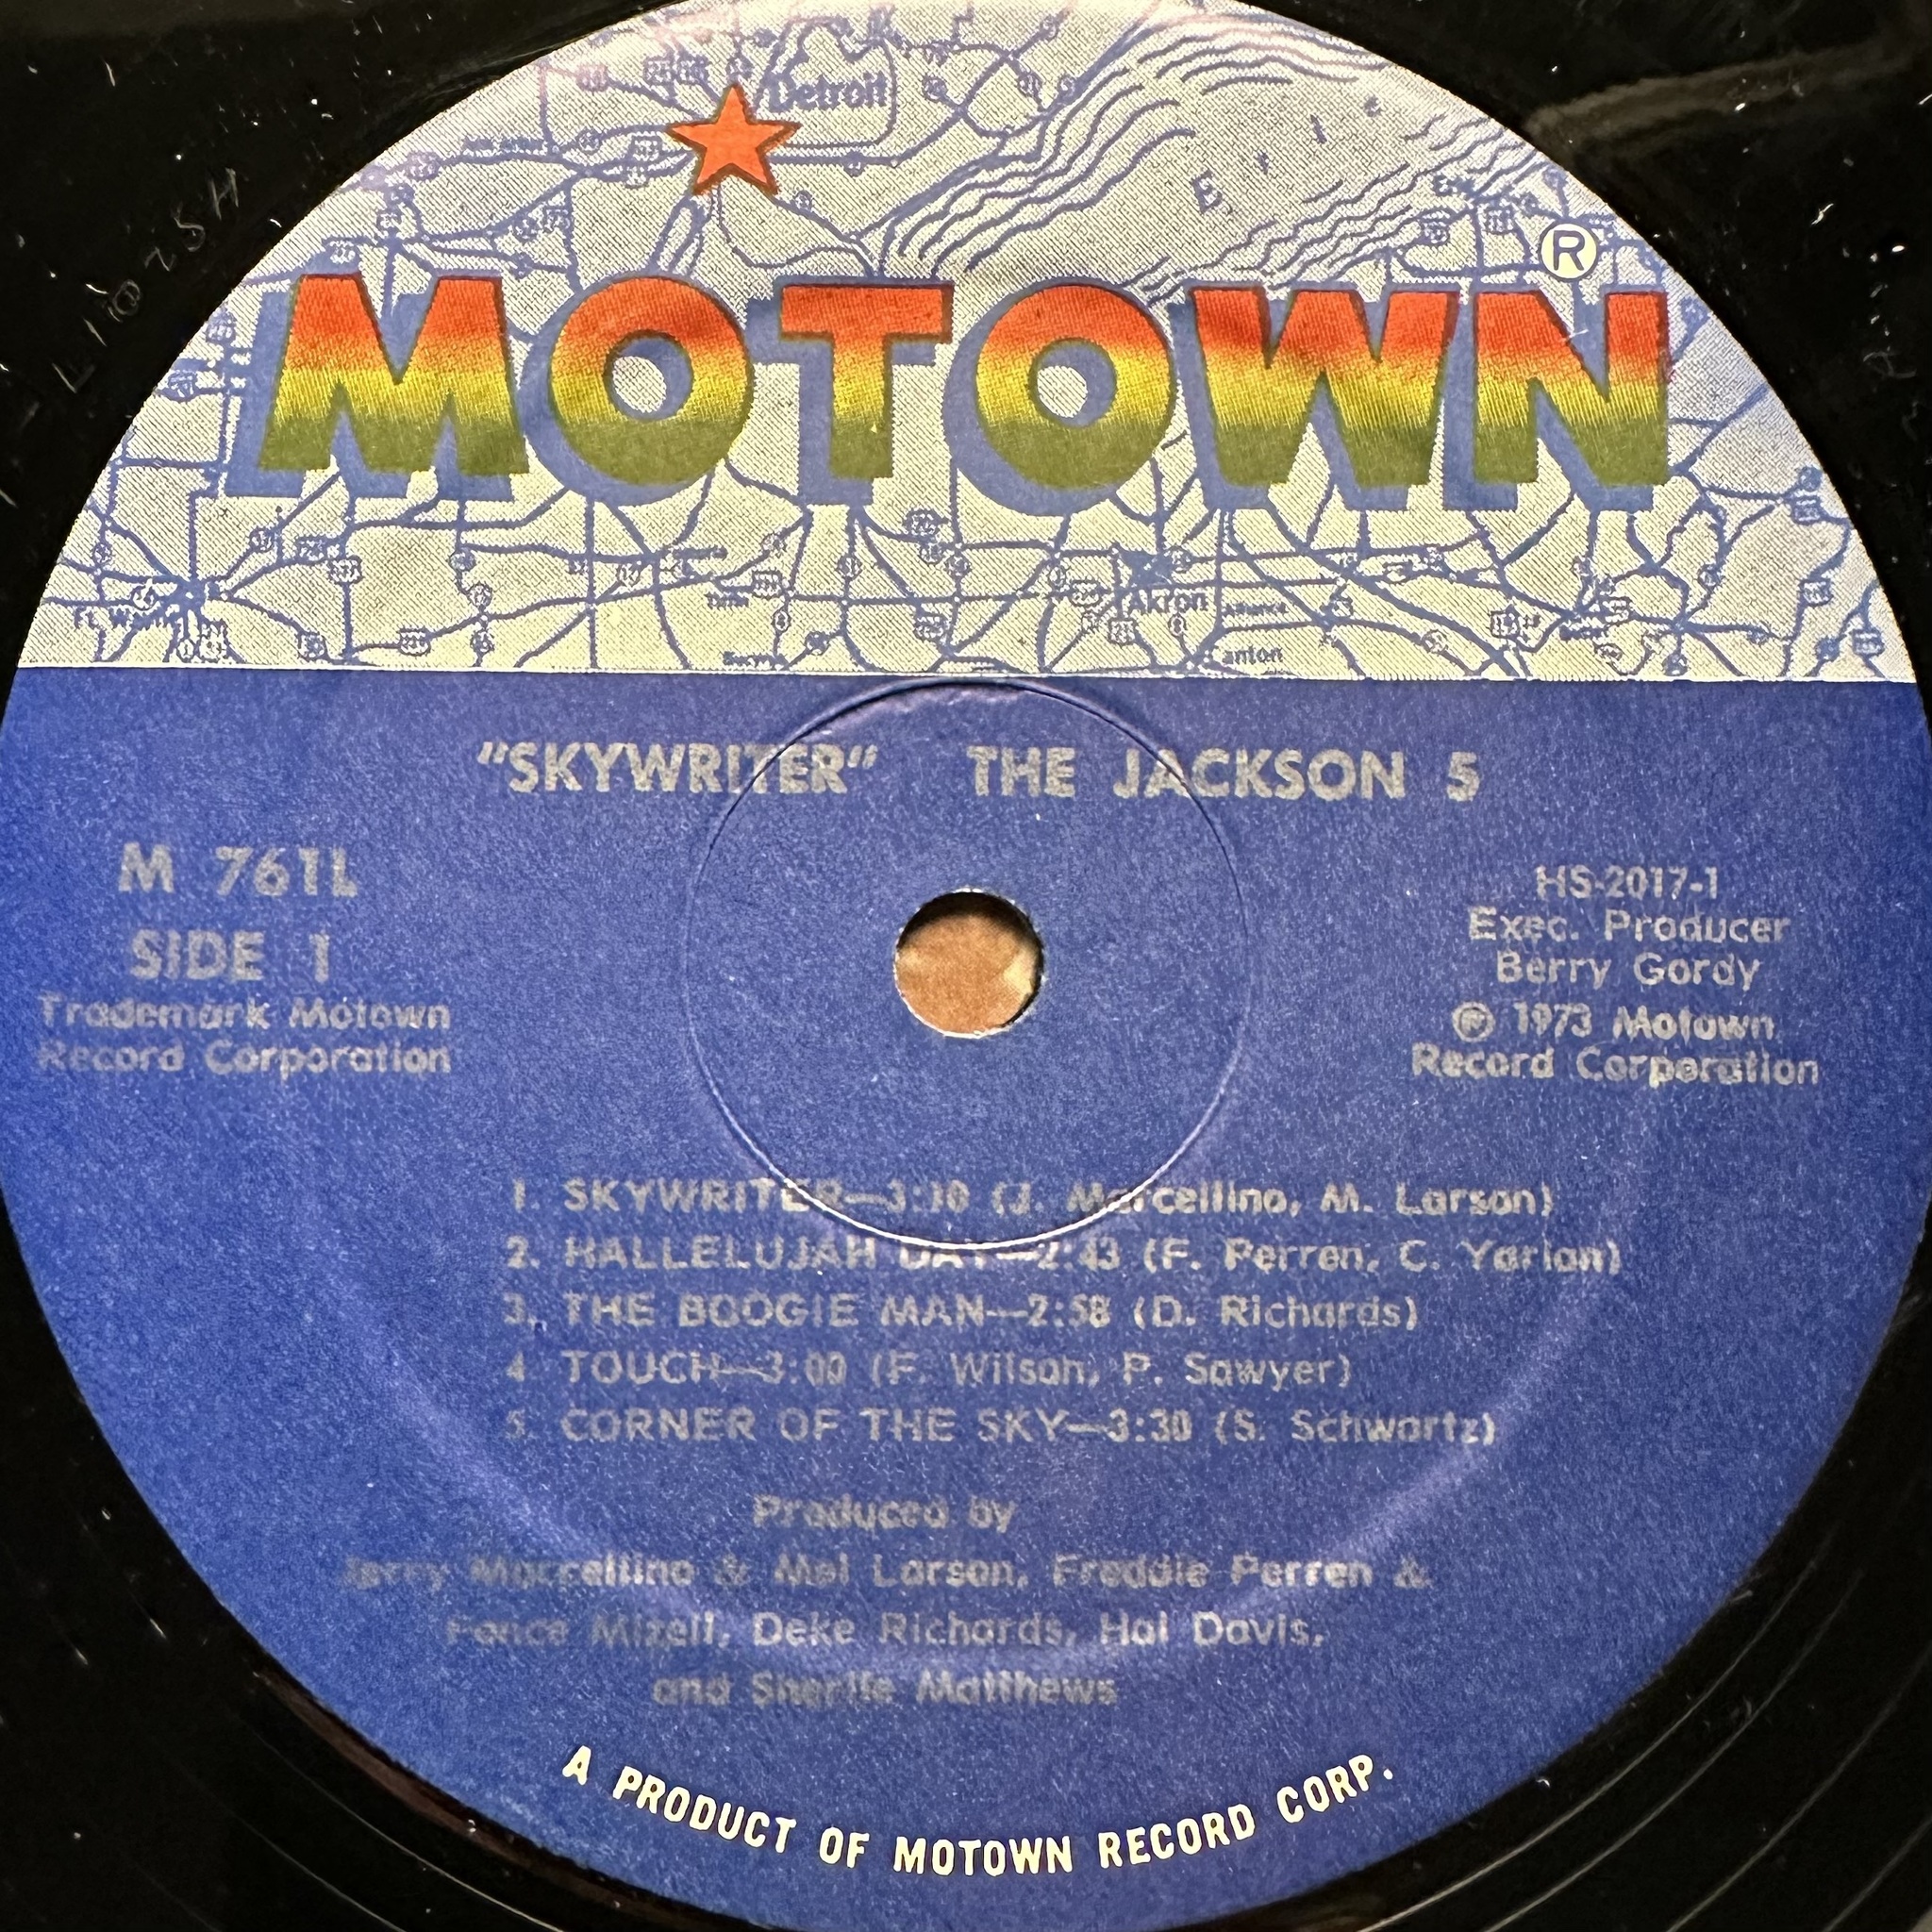 Detroit
E r i e
MOTOWN
®
Ft. Wayne
Akron
Alliance
Canton
"SKYWRITER" THE JACKSON 5
M 761L
SIDE 1
Trademark Motown
Record Corporation
HS-2017-1
Exec. Producer
Berry Gordy
℗ 1973 Motown
Record Corporation
1. SKYWRITER—3:10 (J. Marcellino, M. Larson)
2. HALLELUJAH DAY—2:43 (F. Perren, C. Yarian)
3. THE BOOGIE MAN—2:58 (D. Richards)
4 TOUCH—3:00 (F. Wilson, P. Sawyer)
5. CORNER OF THE SKY—3:30 (S. Schwartz)
Produced by
Jerry Marcellino & Mel Larson, Freddie Perren &
Fonce Mizell, Deke Richards, Hal Davis,
and Sherlie Matthews
A PRODUCT OF MOTOWN RECORD CORP.